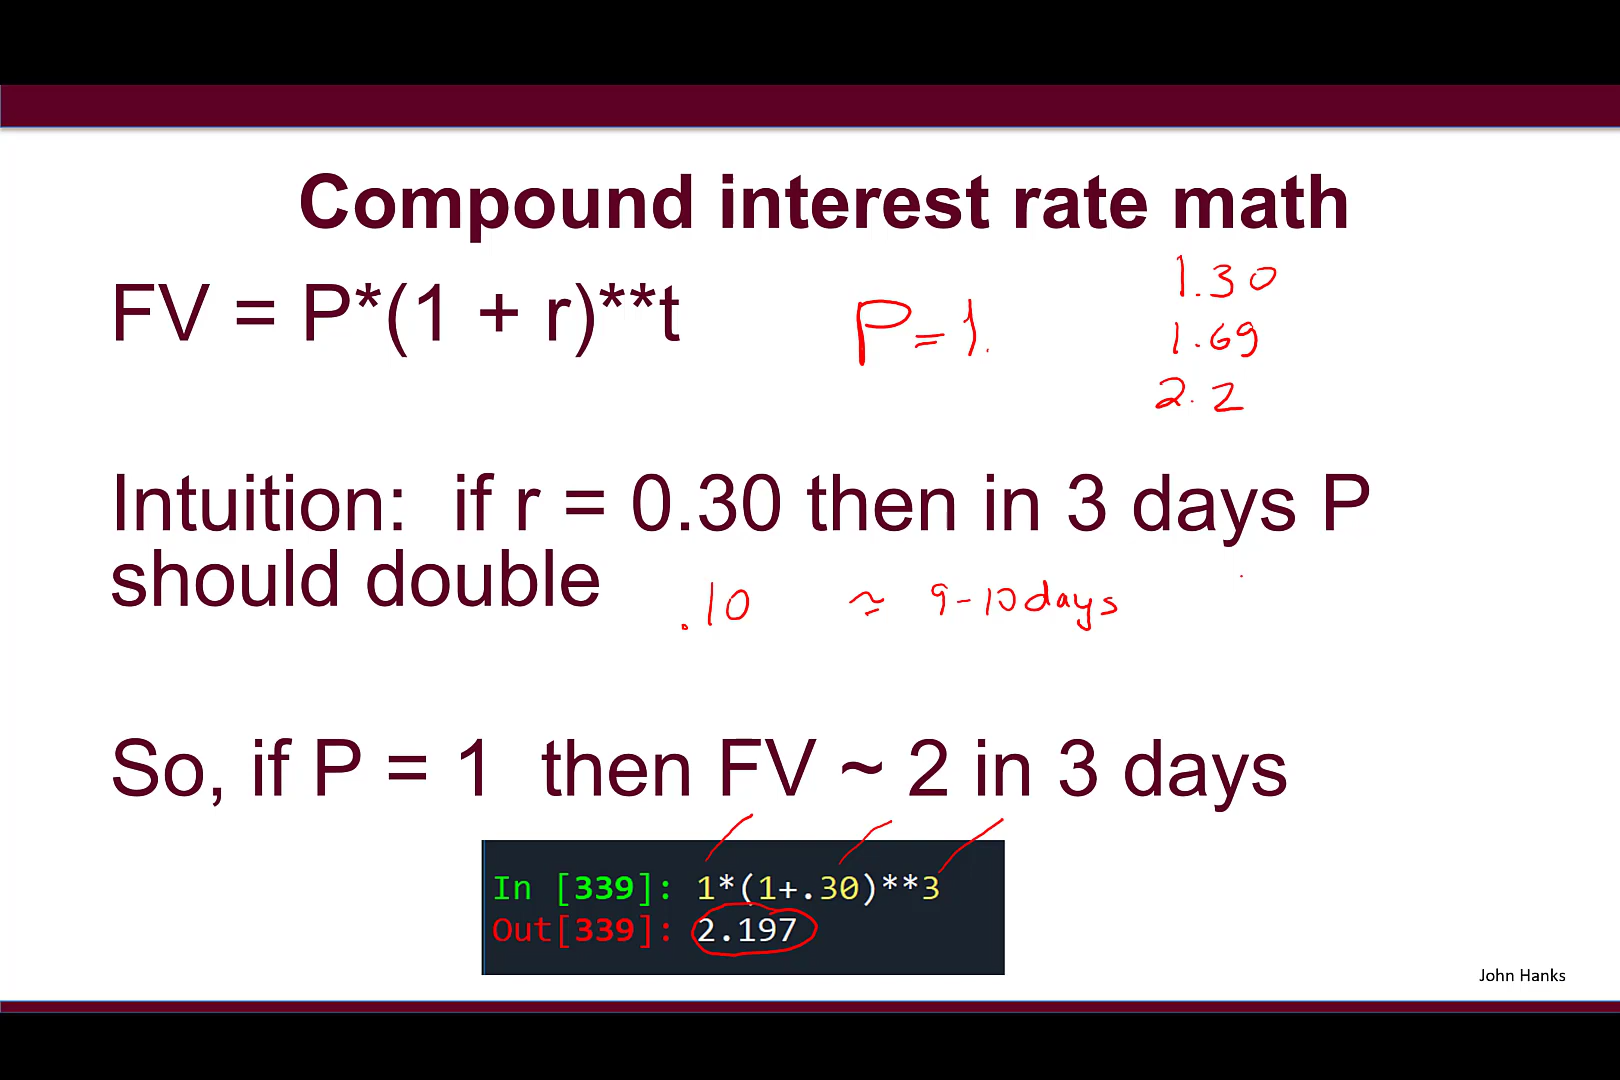 Compound interest rate math
FV = P*(1 + r)**t
P = 1.
1.30
1.69
2.2
Intuition:  if r = 0.30 then in 3 days P
should double
.10 ≈ 9-10 days
So, if P = 1  then FV ~ 2 in 3 days
In [339]: 1*(1+.30)**3
Out[339]: 2.197
John Hanks